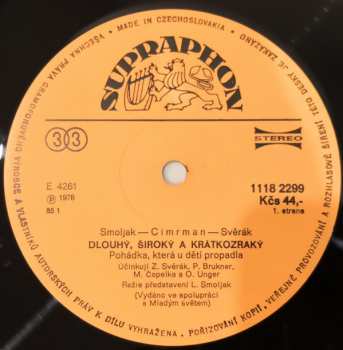 MADE IN CZECHOSLOVAKIA • VŠECHNA PRÁVA GRAMOFONOVÉHO VÝROBCE A VLASTNÍKŮ AUTORSKÝCH PRÁV K DÍLU VYHRAŽENA. POŘIZOVÁNÍ KOPIÍ, VEŘEJNÉ PROVOZOVÁNÍ A ROZHLASOVÉ ŠÍŘENÍ TÉTO DESKY JE ZAKÁZÁNO
SUPRAPHON
33
STEREO
E 4261
Ⓟ 1978
85 1
1118 2299
Kčs 44,-
1. strana
Smoljak—Cimrman—Svěrák
DLOUHÝ, ŠIROKÝ A KRÁTKOZRAKÝ
Pohádka, která u dětí propadla
Účinkují Z. Svěrák, P. Brukner,
M. Čepelka a O. Unger
Režie představení L. Smoljak
(Vydáno ve spolupráci
s Mladým světem)